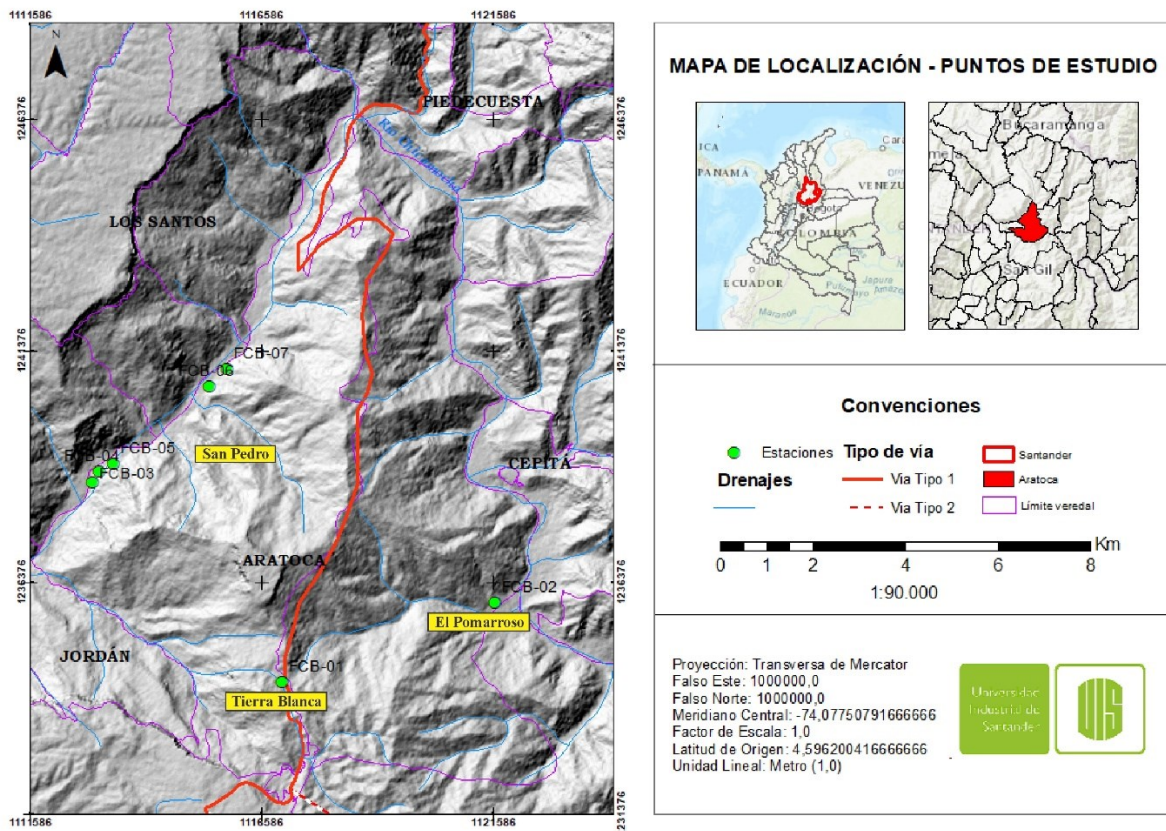 1111586
1116586
1121586
N
1246376
1246376
PIEDECUESTA
LOS SANTOS
1241376
1241376
FCB-07
FCB-06
San Pedro
FCB-05
FCB-04
FCB-03
CEPITÁ
ARATOCA
1236376
1236376
FCB-02
El Pomarroso
JORDÁN
FCB-01
Tierra Blanca
1111586
1116586
1121586
231376
MAPA DE LOCALIZACIÓN - PUNTOS DE ESTUDIO
PANAMÁ
COLOMBIA
ECUADOR
Bucaramanga
San Gil
Convenciones
Estaciones
Tipo de vía
Santander
Drenajes
Via Tipo 1
Aratoca
Via Tipo 2
Límite veredal
Km
0 1 2 4 6 8
1:90.000
Proyección: Transversa de Mercator
Falso Este: 1000000,0
Falso Norte: 1000000,0
Meridiano Central: -74,07750791666666
Factor de Escala: 1,0
Latitud de Origen: 4,596200416666666
Unidad Lineal: Metro (1,0)
Universidad
Industrial de
Santander
UIS